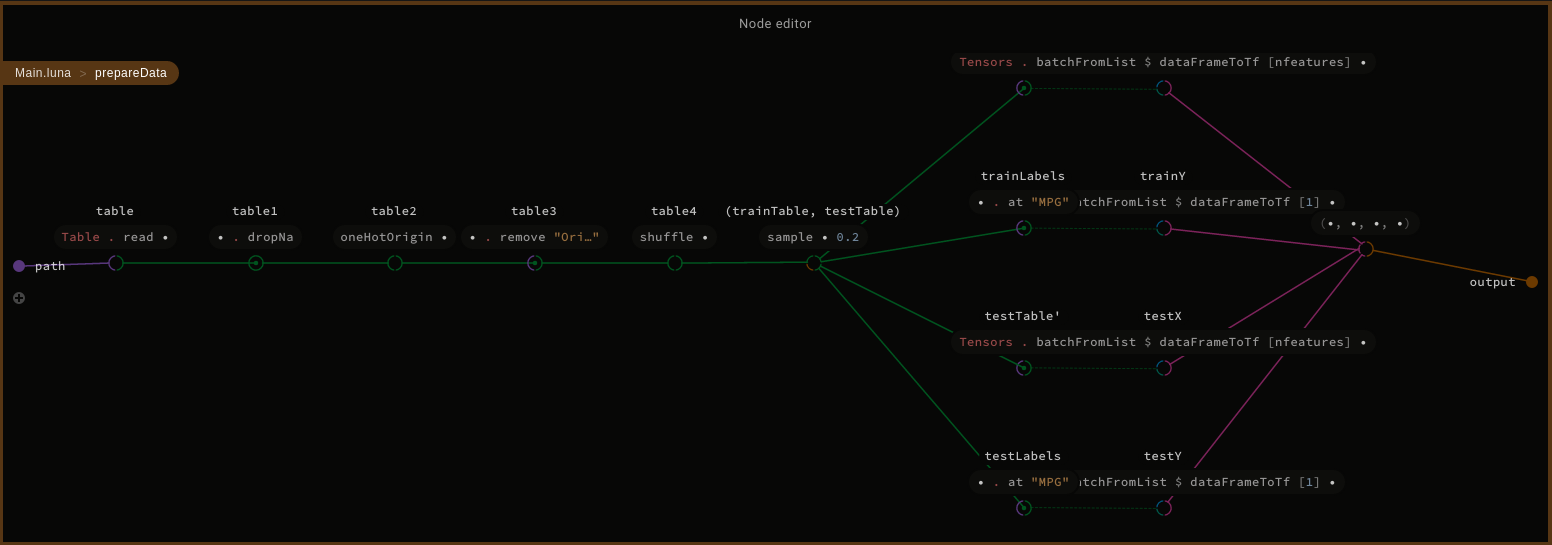 Node editor
Main.luna > prepareData
Tensors . batchFromList $ dataFrameToTf [nfeatures] •
trainLabels trainY
• . at "MPG" atchFromList $ dataFrameToTf [1] •
table table1 table2 table3 table4 (trainTable, testTable)
(•, •, •, •)
Table . read • • . dropNa oneHotOrigin • • . remove "Ori…" shuffle • sample • 0.2
path
output
testTable' testX
Tensors . batchFromList $ dataFrameToTf [nfeatures] •
testLabels testY
• . at "MPG" atchFromList $ dataFrameToTf [1] •